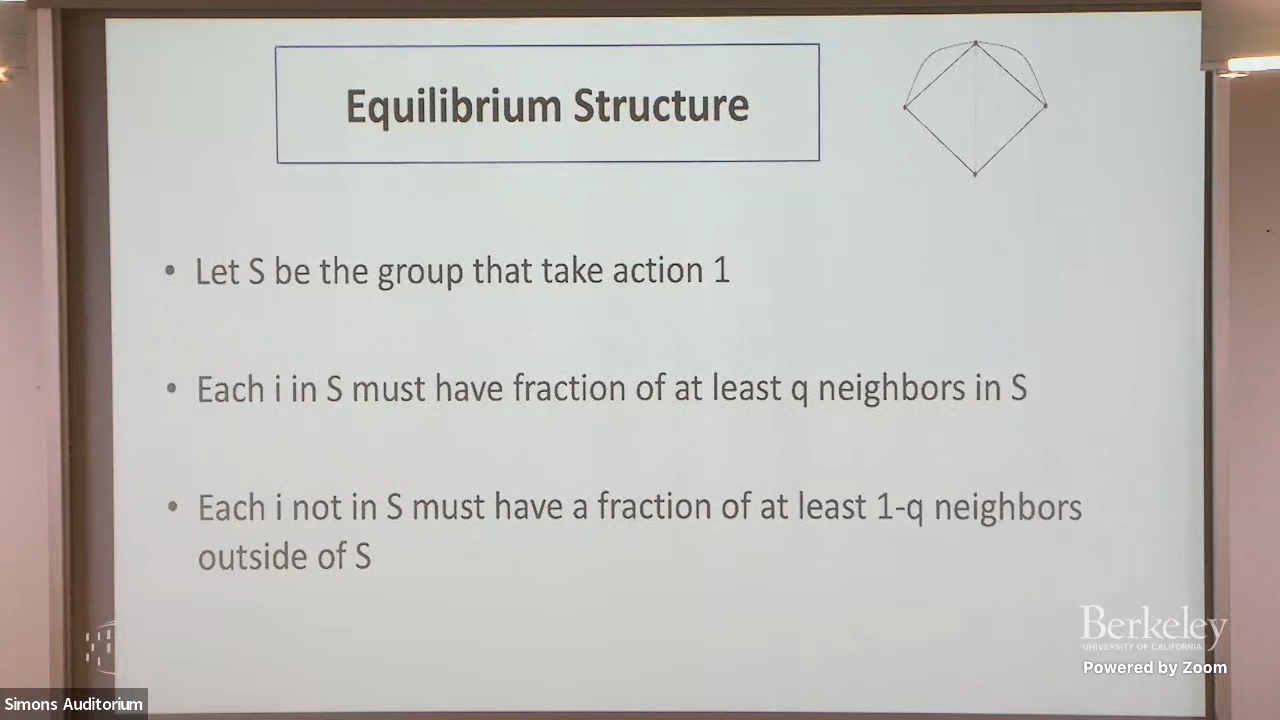 Equilibrium Structure
• Let S be the group that take action 1
• Each i in S must have fraction of at least q neighbors in S
• Each i not in S must have a fraction of at least 1-q neighbors
outside of S
Berkeley
UNIVERSITY OF CALIFORNIA
Powered by Zoom
Simons Auditorium